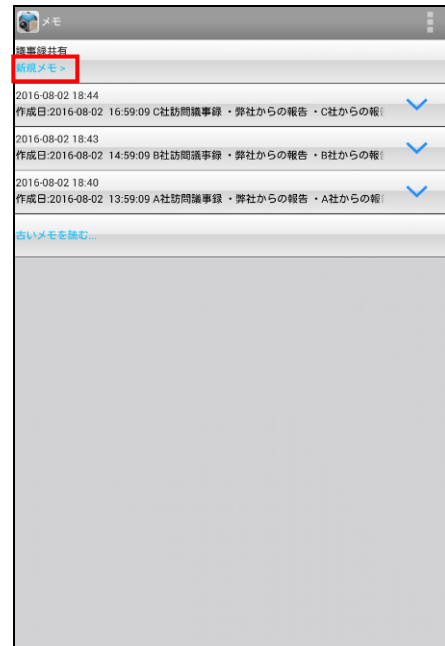 メモ
議事録共有
新規メモ >
2016-08-02 18:44
作成日:2016-08-02 16:59:09 C社訪問議事録 ・弊社からの報告 ・C社からの報
2016-08-02 18:43
作成日:2016-08-02 14:59:09 B社訪問議事録 ・弊社からの報告 ・B社からの報
2016-08-02 18:40
作成日:2016-08-02 13:59:09 A社訪問議事録 ・弊社からの報告 ・A社からの報
古いメモを読む...